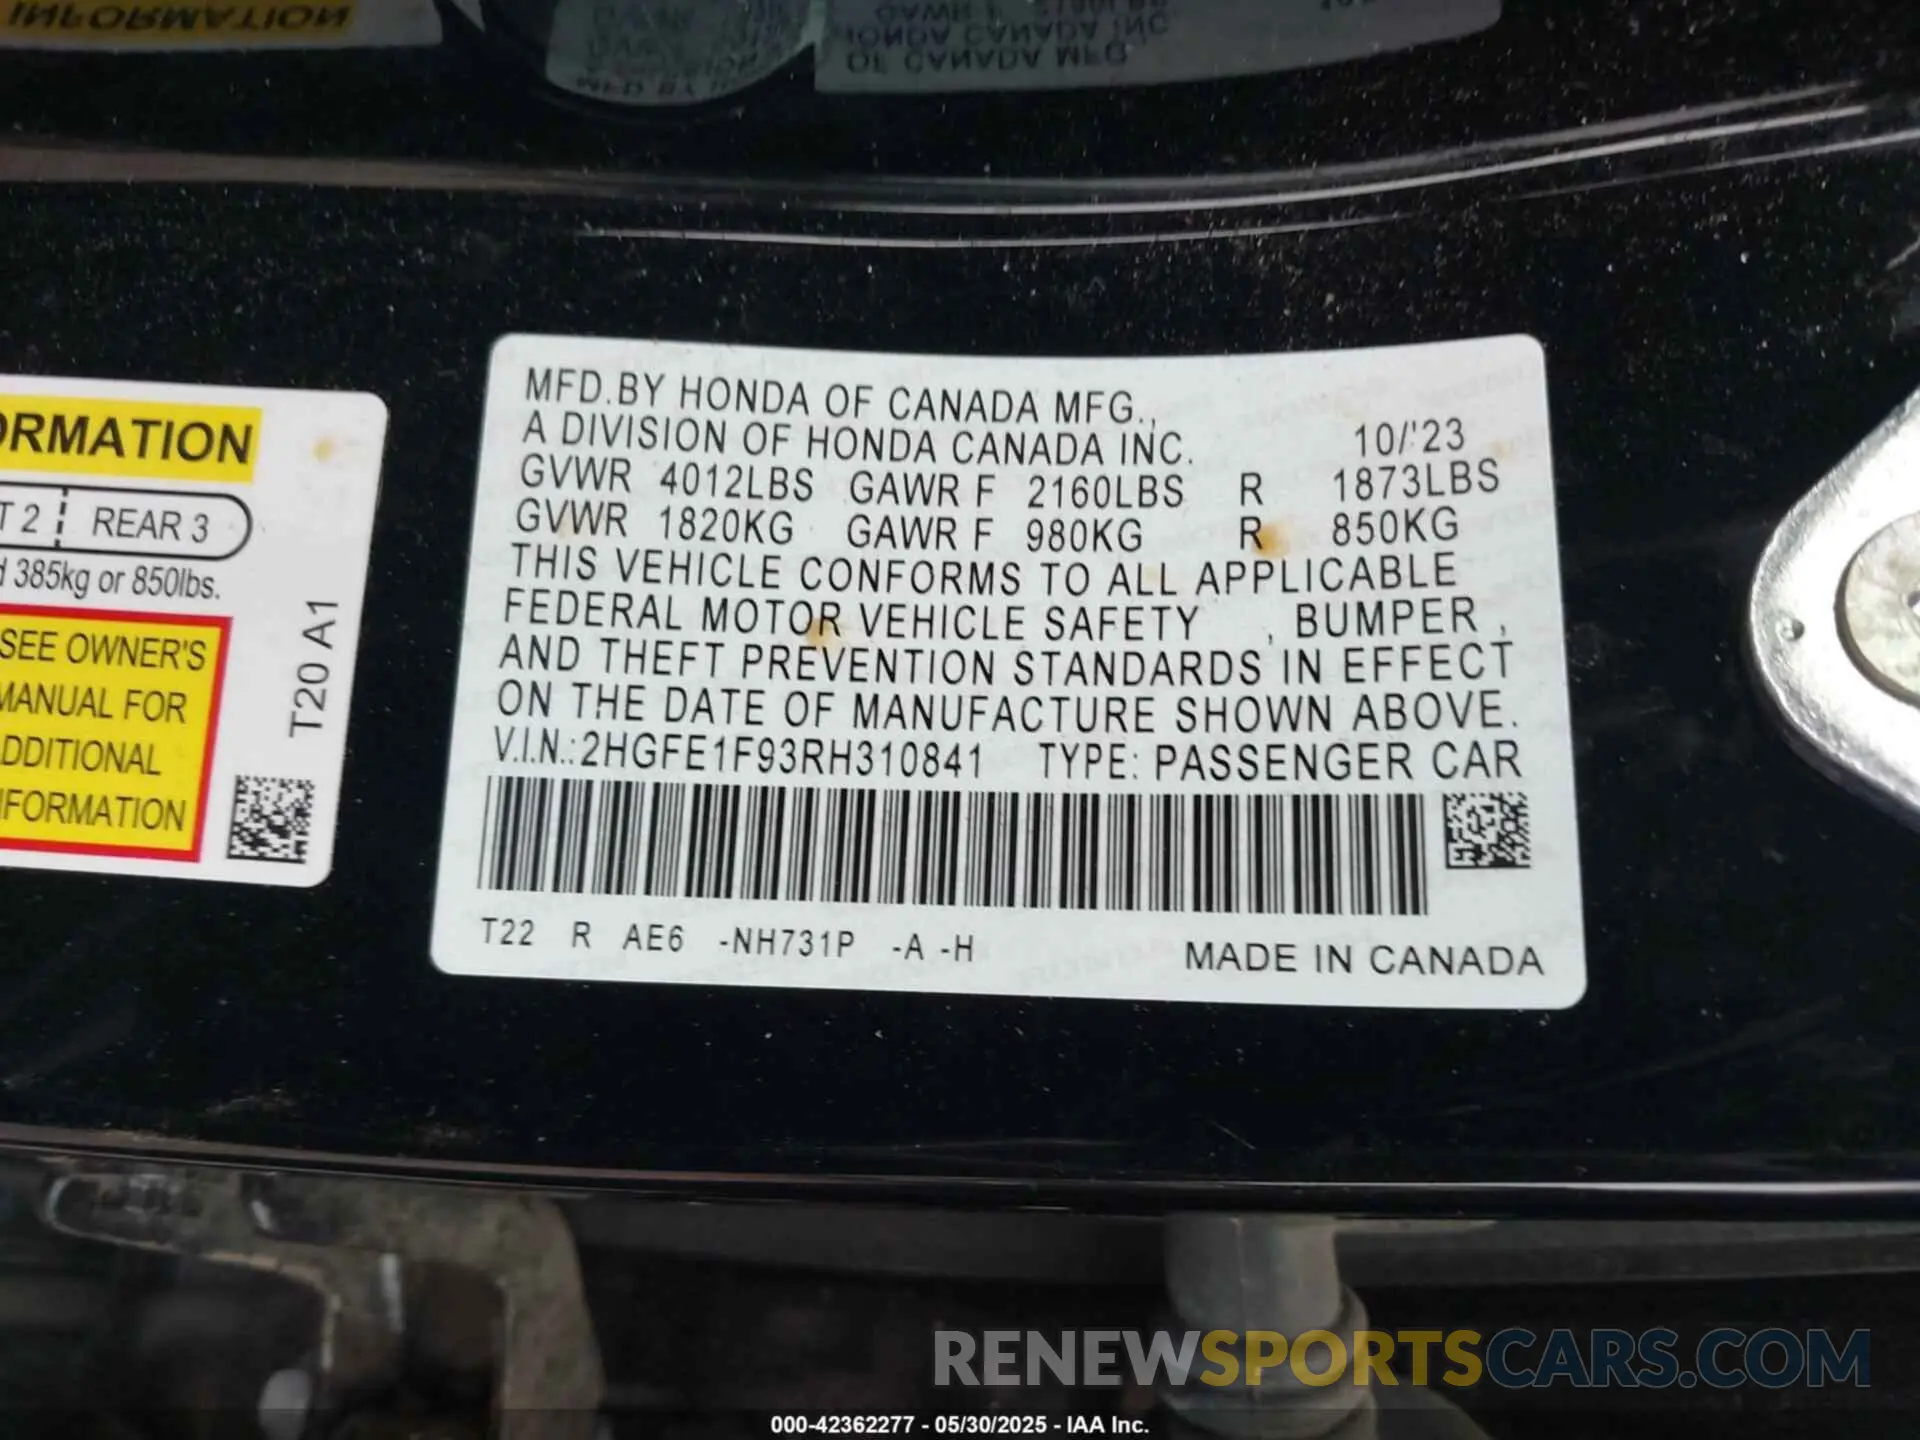 ORMATION
T 2 REAR 3
385kg or 850lbs.
SEE OWNER'S
MANUAL FOR
DDITIONAL
FORMATION
T20 A1
MFD.BY HONDA OF CANADA MFG.,
A DIVISION OF HONDA CANADA INC. 10/'23
GVWR 4012LBS GAWR F 2160LBS R 1873LBS
GVWR 1820KG GAWR F 980KG R 850KG
THIS VEHICLE CONFORMS TO ALL APPLICABLE
FEDERAL MOTOR VEHICLE SAFETY , BUMPER ,
AND THEFT PREVENTION STANDARDS IN EFFECT
ON THE DATE OF MANUFACTURE SHOWN ABOVE.
V.I.N.:2HGFE1F93RH310841 TYPE: PASSENGER CAR
T22 R AE6 -NH731P -A -H
MADE IN CANADA
RENEWSPORTSCARS.COM
000-42362277 - 05/30/2025 - IAA Inc.